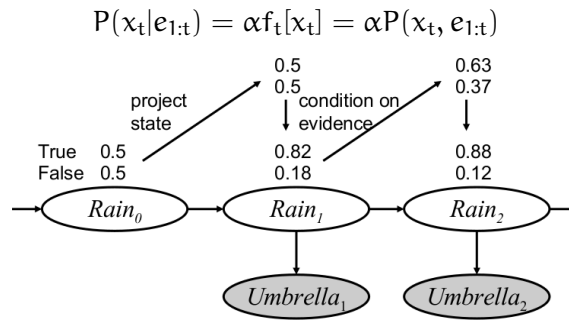 P(xₜ|e₁:ₜ) = αfₜ[xₜ] = αP(xₜ, e₁:ₜ)
0.5 0.63
0.5 0.37
project condition on
state evidence
True 0.5 0.82 0.88
False 0.5 0.18 0.12
Rain₀ Rain₁ Rain₂
Umbrella₁ Umbrella₂